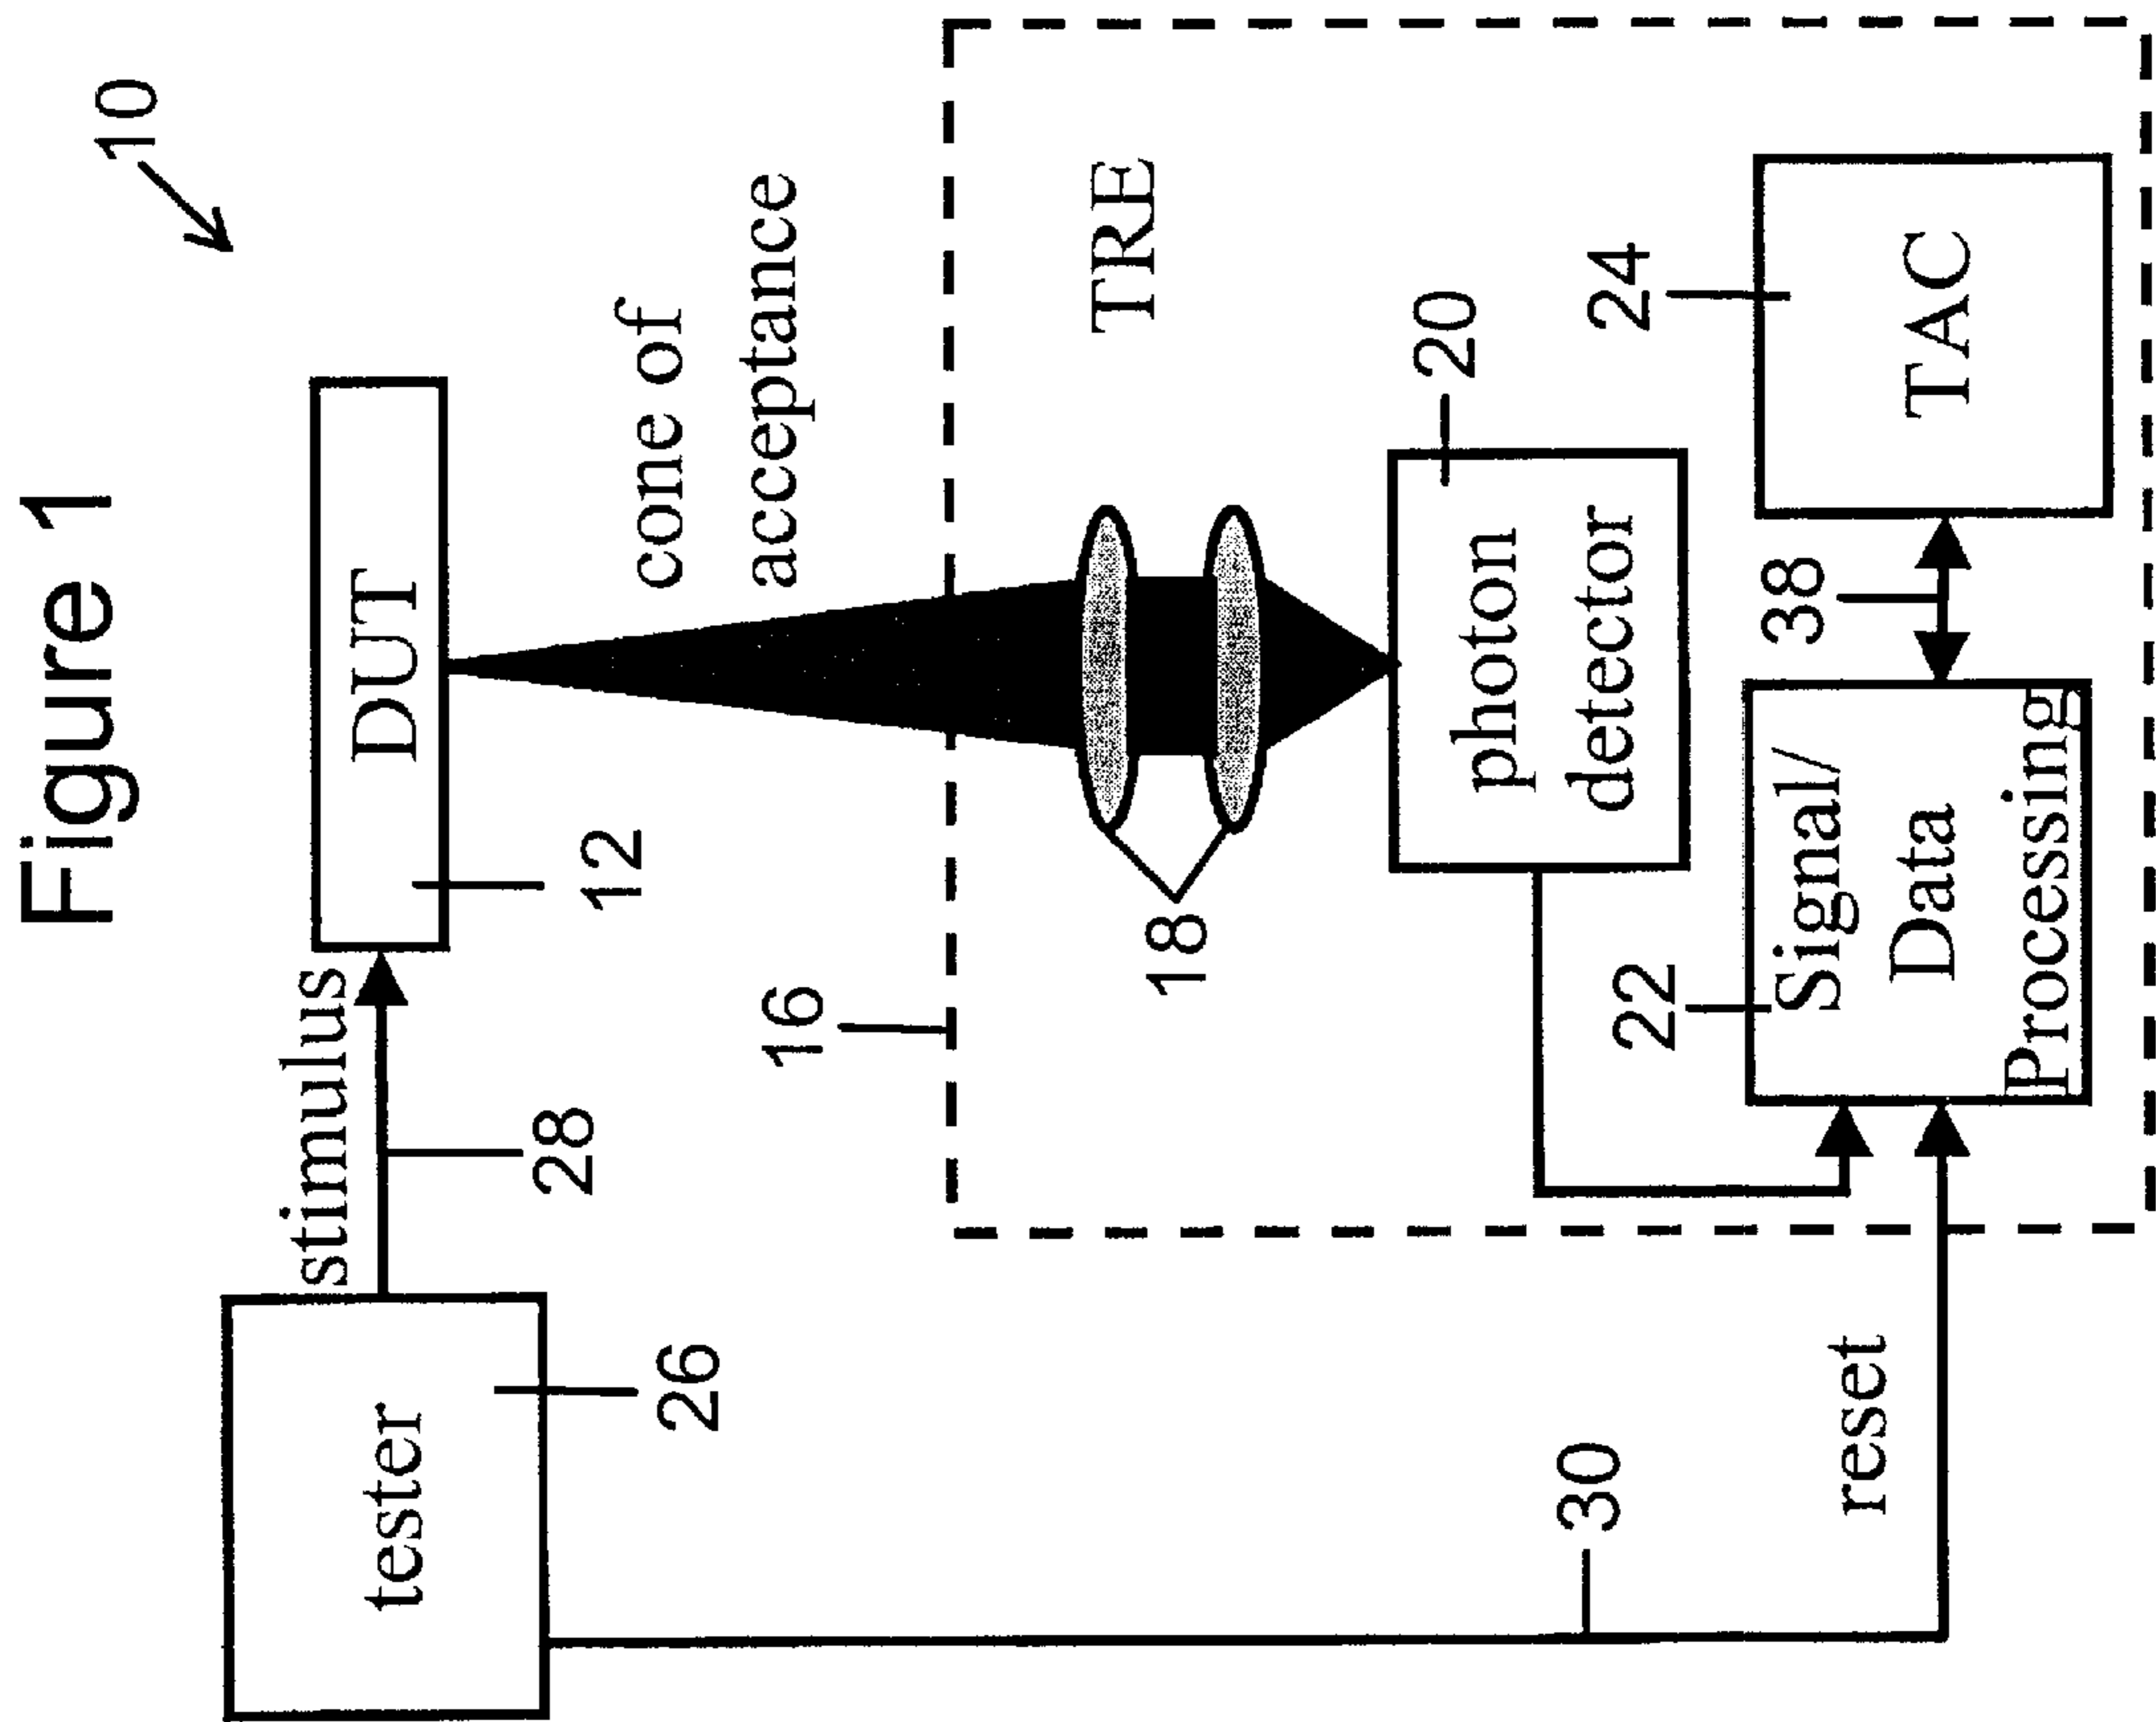 Figure 1
10
tester
26
stimulus
28
DUT
12
cone of
acceptance
16
TRE
18
photon
detector
20
22
Signal/
Data
Processing
38
24
TAC
30
reset